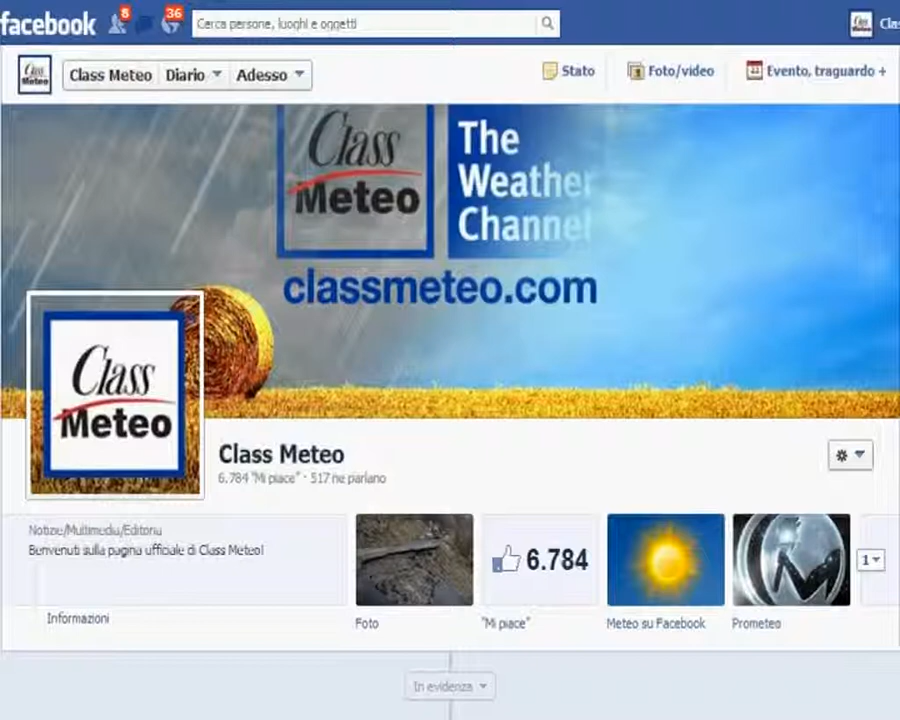 facebook 8 36 Cerca persone, luoghi e oggetti
Class Meteo Class Meteo Diario Adesso Stato Foto/video Evento, traguardo +
Class Meteo
The Weather Channel
classmeteo.com
Class Meteo
Class Meteo
6.784 "Mi piace" · 517 ne parlano
Notizie/Multimedia/Editoria
Benvenuti sulla pagina ufficiale di Class Meteo!
6.784
1
Informazioni Foto "Mi piace" Meteo su Facebook Prometeo
In evidenza